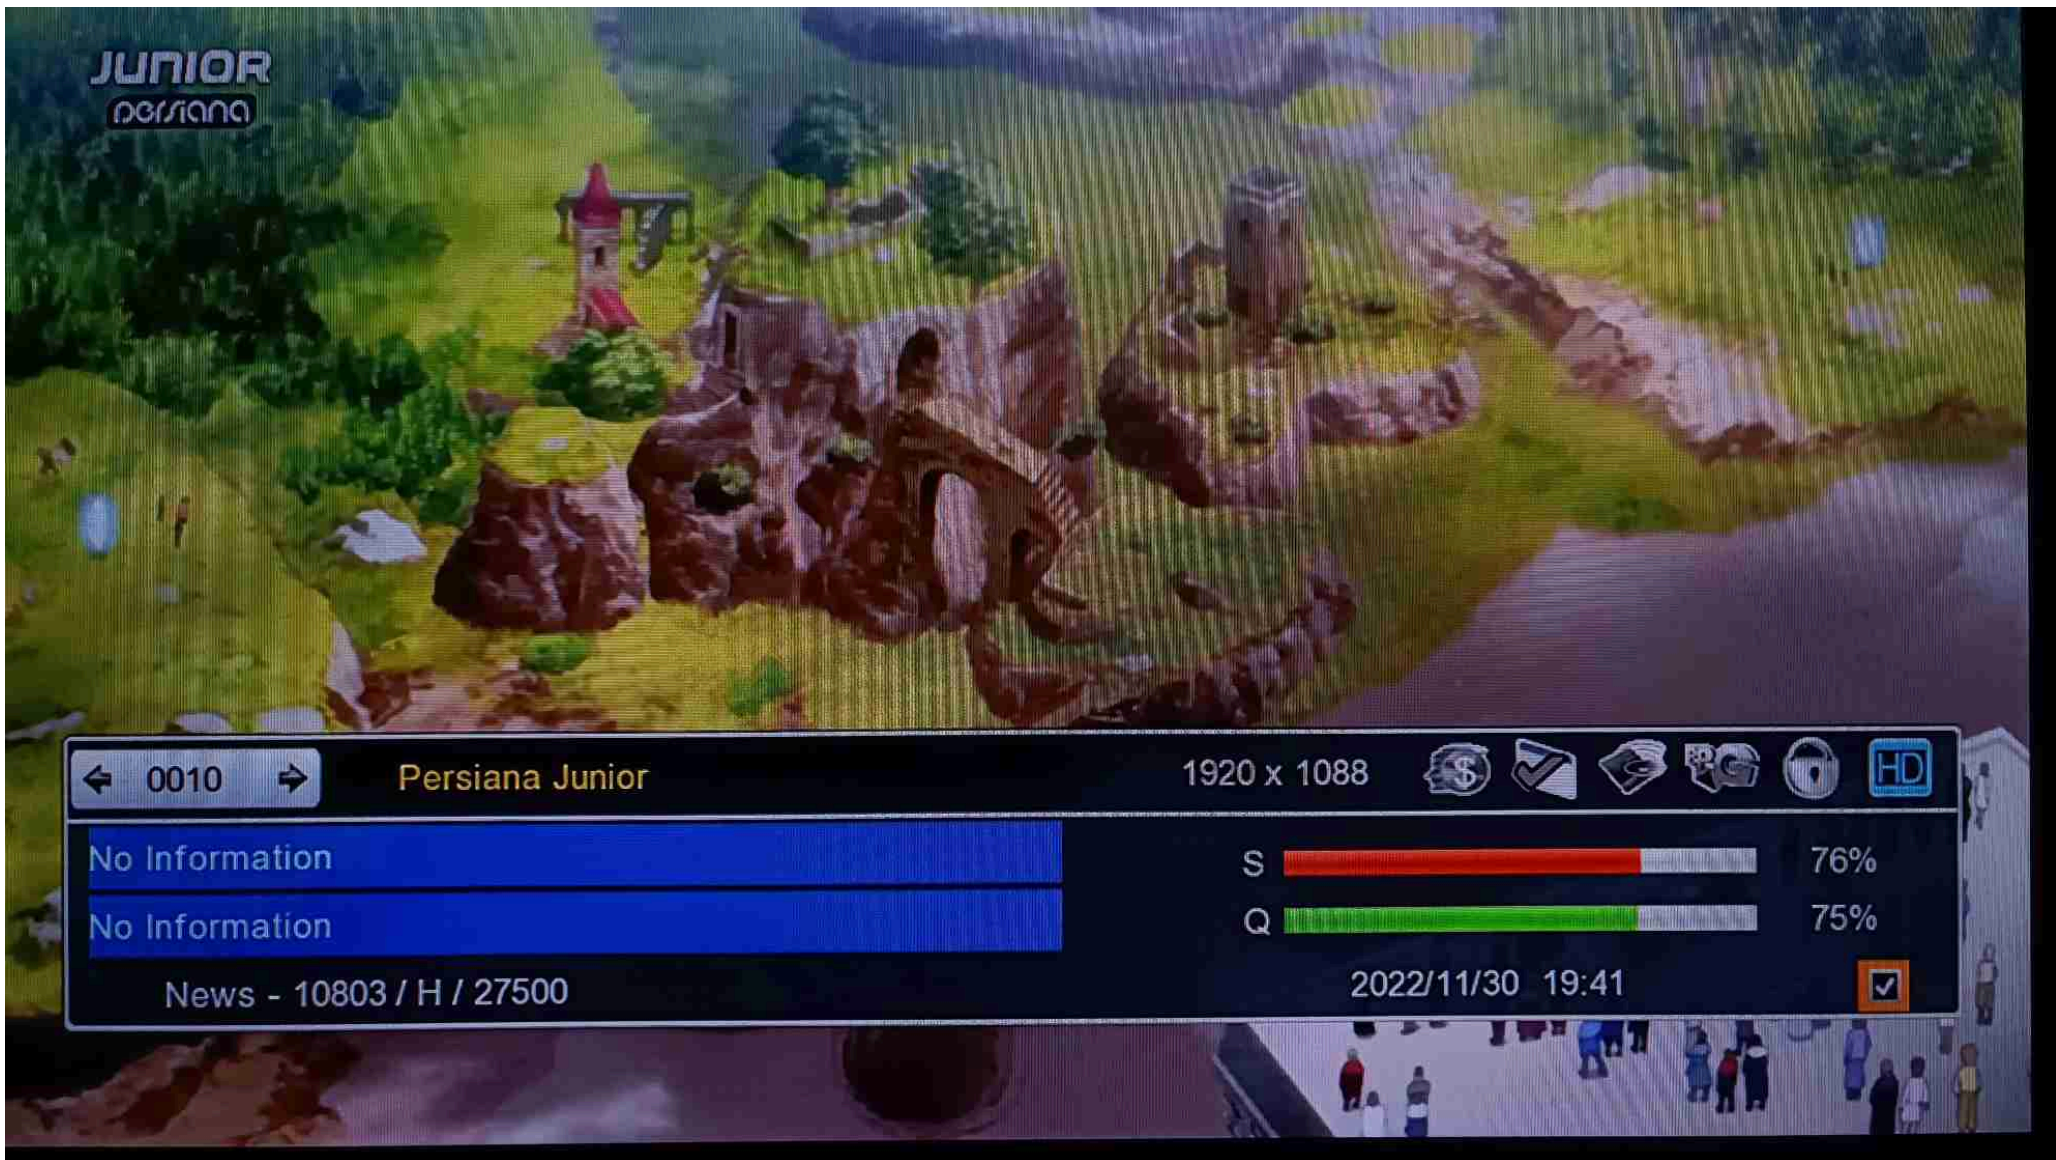 JUNIOR
persiana
0010
Persiana Junior
1920 x 1088
HD
No Information
S
76%
No Information
Q
75%
News - 10803 / H / 27500
2022/11/30 19:41